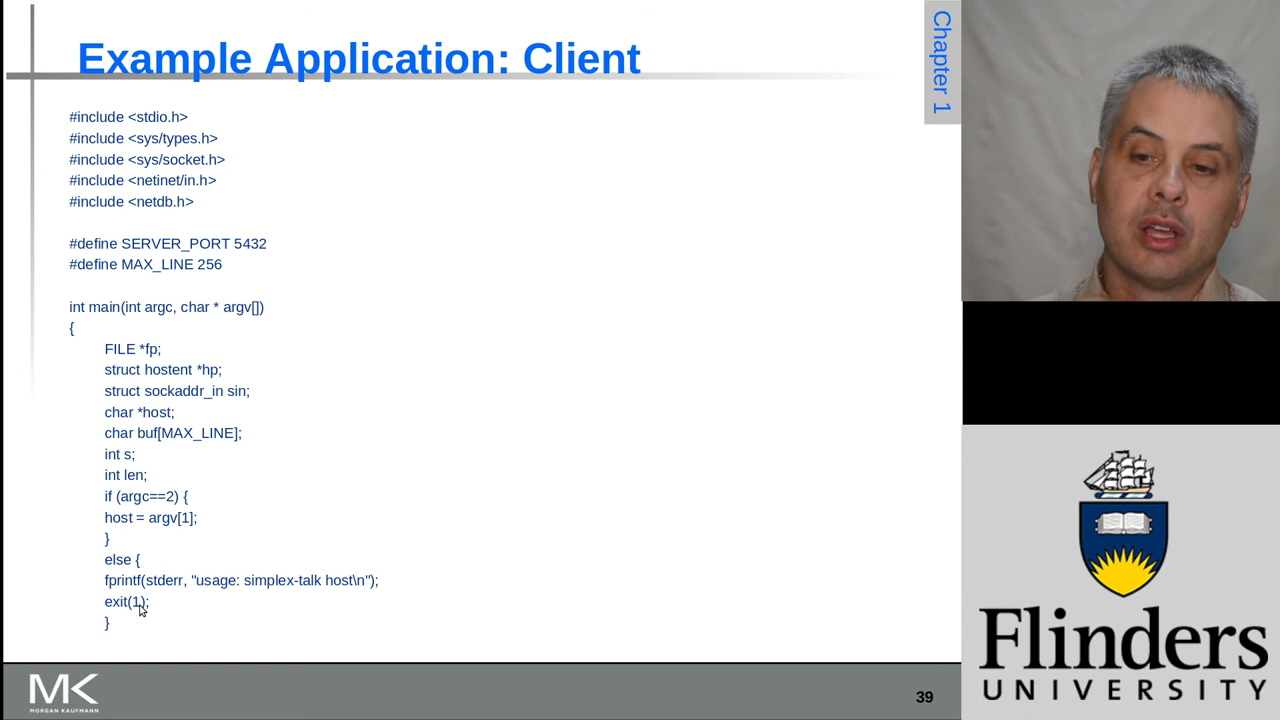 Example Application: Client
Chapter 1
#include <stdio.h>
#include <sys/types.h>
#include <sys/socket.h>
#include <netinet/in.h>
#include <netdb.h>
#define SERVER_PORT 5432
#define MAX_LINE 256
int main(int argc, char * argv[])
{
FILE *fp;
struct hostent *hp;
struct sockaddr_in sin;
char *host;
char buf[MAX_LINE];
int s;
int len;
if (argc==2) {
host = argv[1];
}
else {
fprintf(stderr, "usage: simplex-talk host\n");
exit(1);
}
MK
MORGAN KAUFMANN
39
Flinders
UNIVERSITY